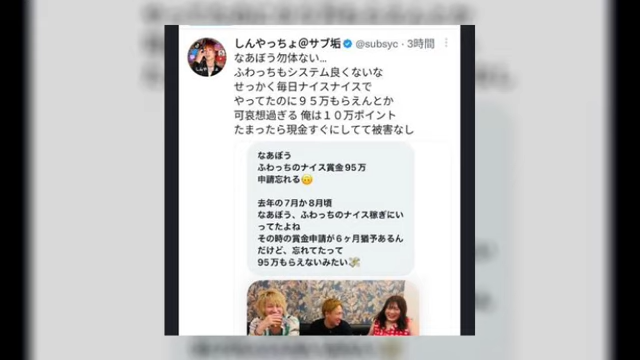 しんやっちょ@サブ垢 @subsyc・3時間
なあぼう勿体ない...
ふわっちもシステム良くないな
せっかく毎日ナイスナイスで
やってたのに95万もらえんとか
可哀想過ぎる 俺は10万ポイント
たまったら現金すぐにしてて被害なし
なあぼう
ふわっちのナイス賞金95万
申請忘れる
去年の7月か8月頃
なあぼう、ふわっちのナイス稼ぎにい
ってたよね
その時の賞金申請が6ヶ月猶予あるん
だけど、忘れてたって
95万もらえないみたい